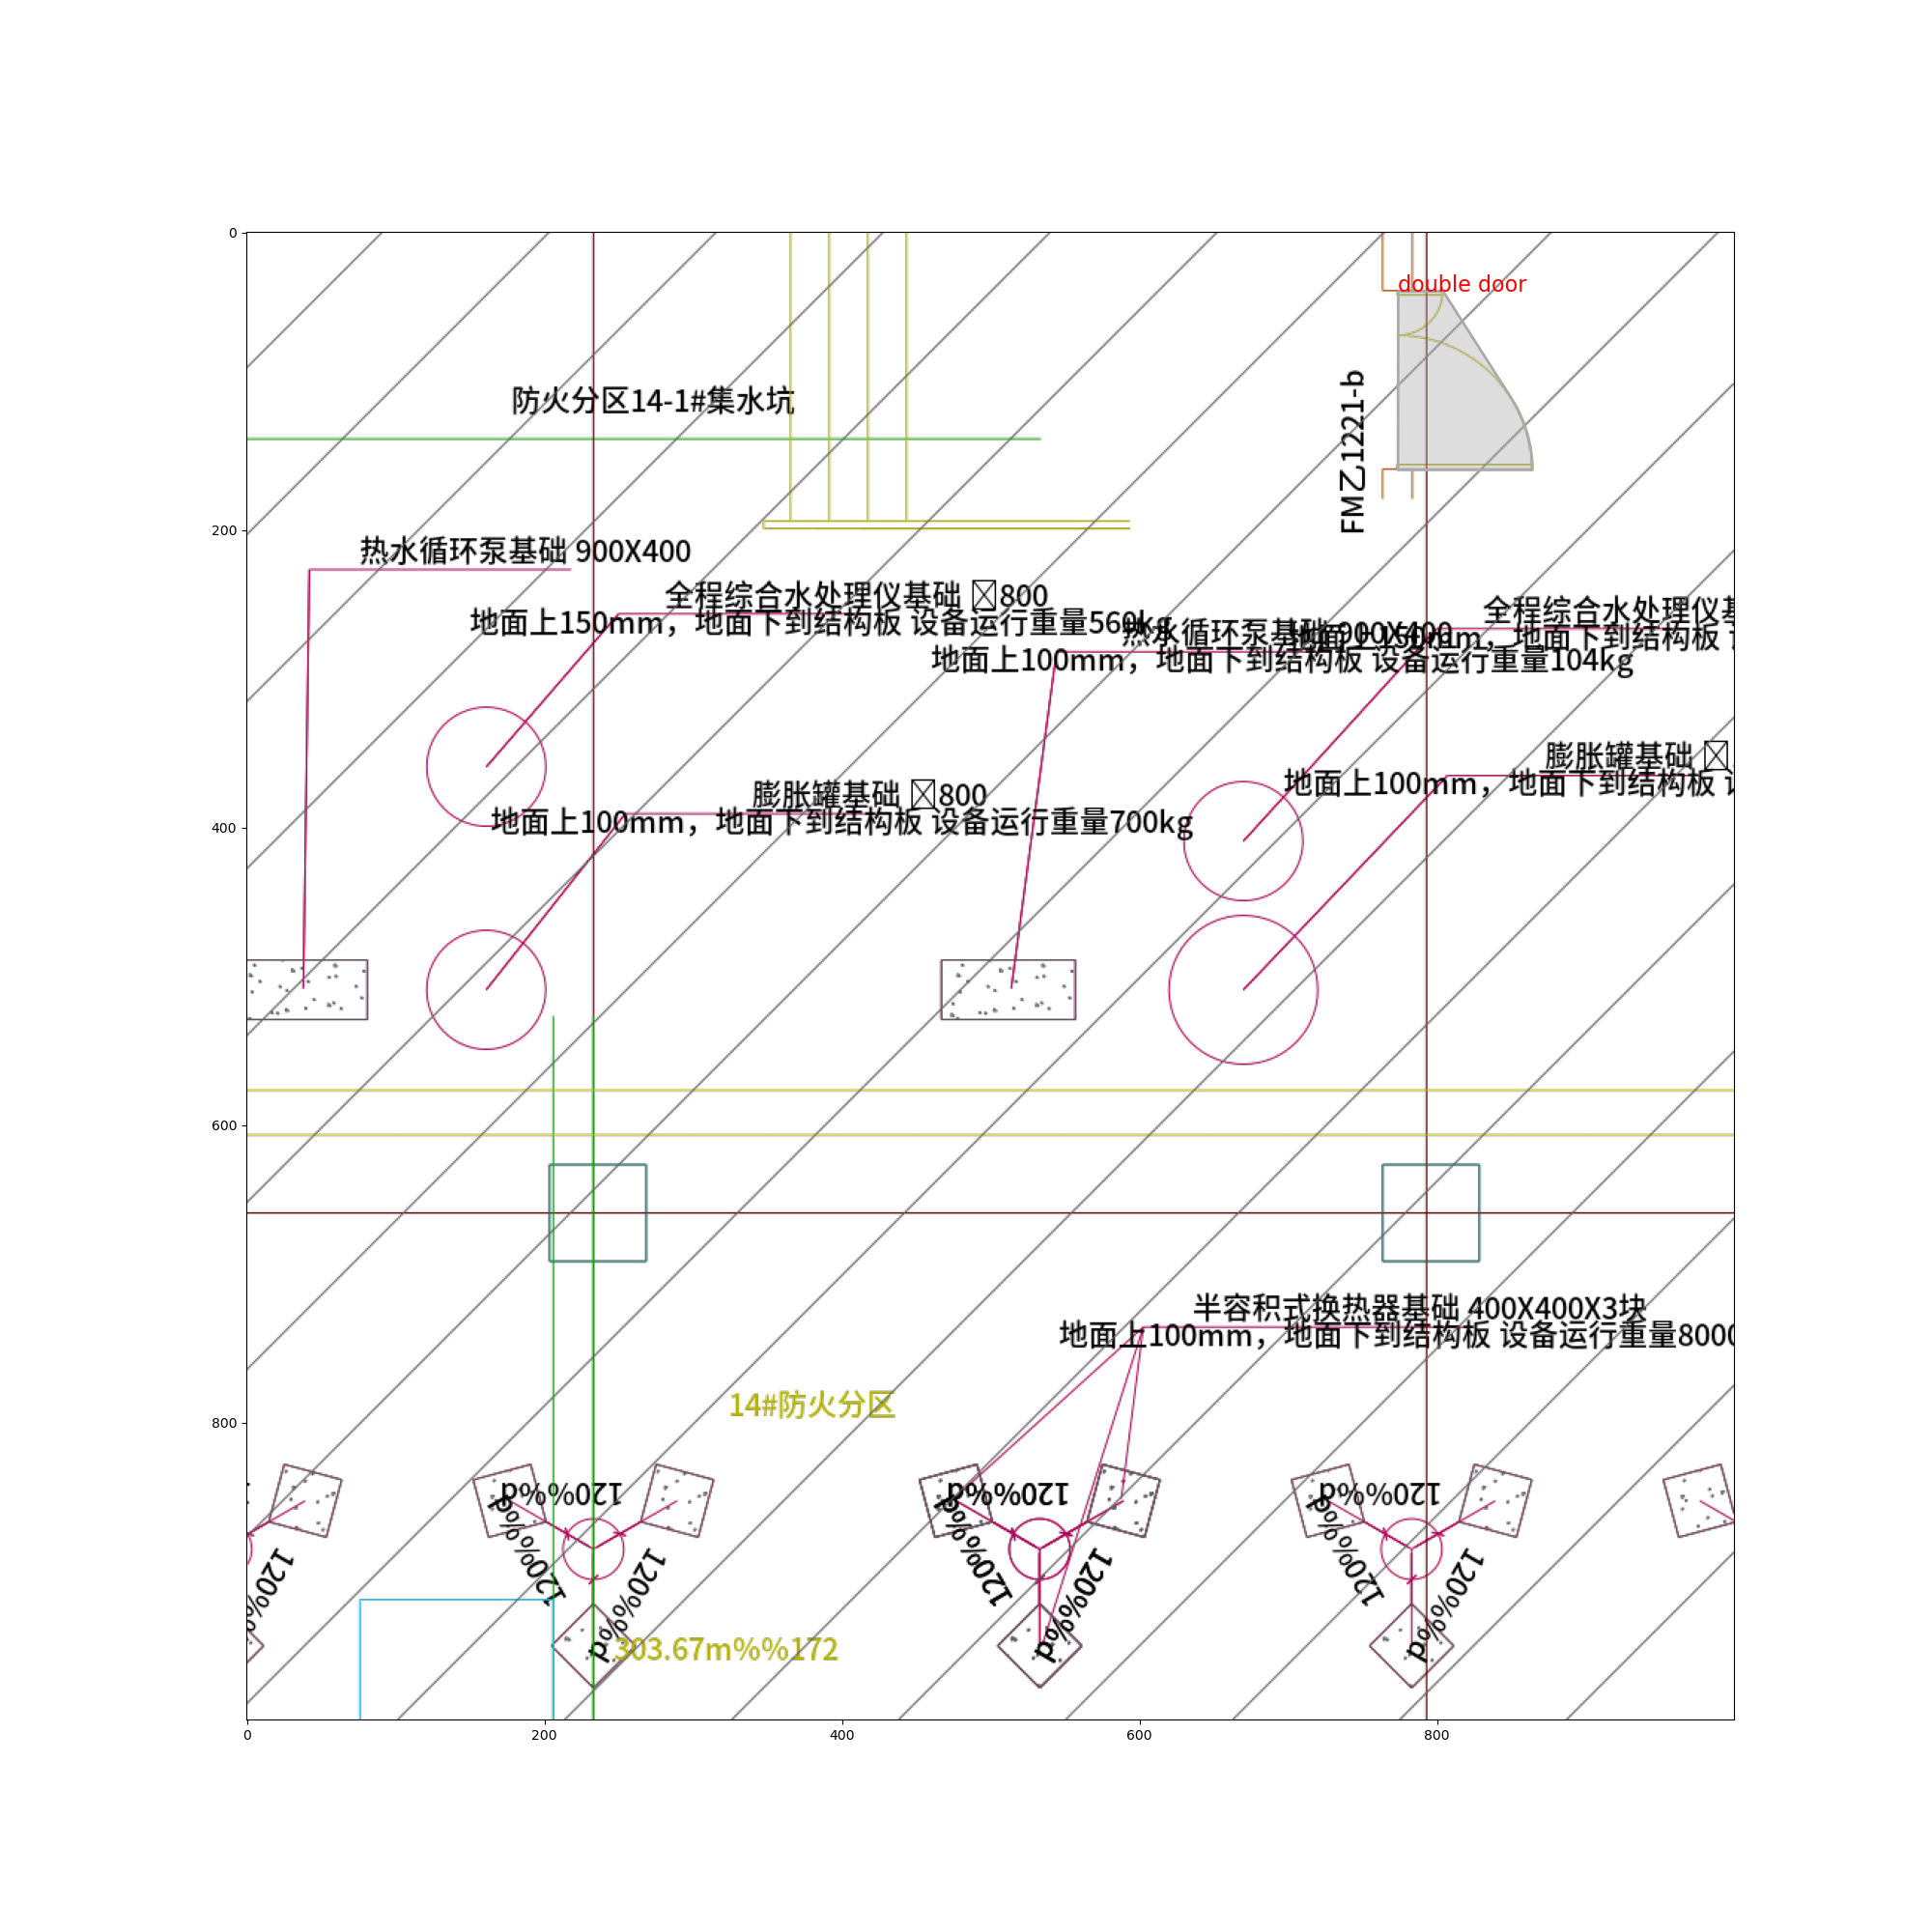 0
double door
防火分区14-1#集水坑
FM乙1221-b
200
热水循环泵基础 900X400
全程综合水处理仪基础 800
地面上150mm，地面下到结构板 设备运行重量560kg
全程综合水处理仪基
热水循环泵基础 900X400
地面上150mm，地面下到结构板
地面上100mm，地面下到结构板 设备运行重量104kg
膨胀罐基础
地面上100mm，地面下到结构板
膨胀罐基础 800
地面上100mm，地面下到结构板 设备运行重量700kg
400
600
半容积式换热器基础 400X400X3块
地面上100mm，地面下到结构板 设备运行重量8000
14#防火分区
800
120%%d
120%%d
120%%d
120%%d
120%%d
120%%d
120%%d
120%%d
120%%d
120%%
303.67m%%172
0
200
400
600
800